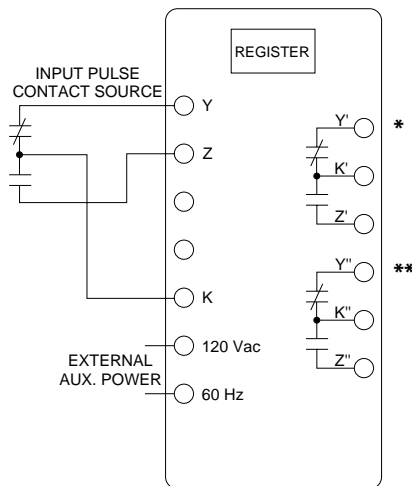 REGISTER
INPUT PULSE
CONTACT SOURCE
Y
Y'
*
Z
K'
Z'
Y"
**
K
K"
120 Vac
Z"
EXTERNAL
AUX. POWER
60 Hz